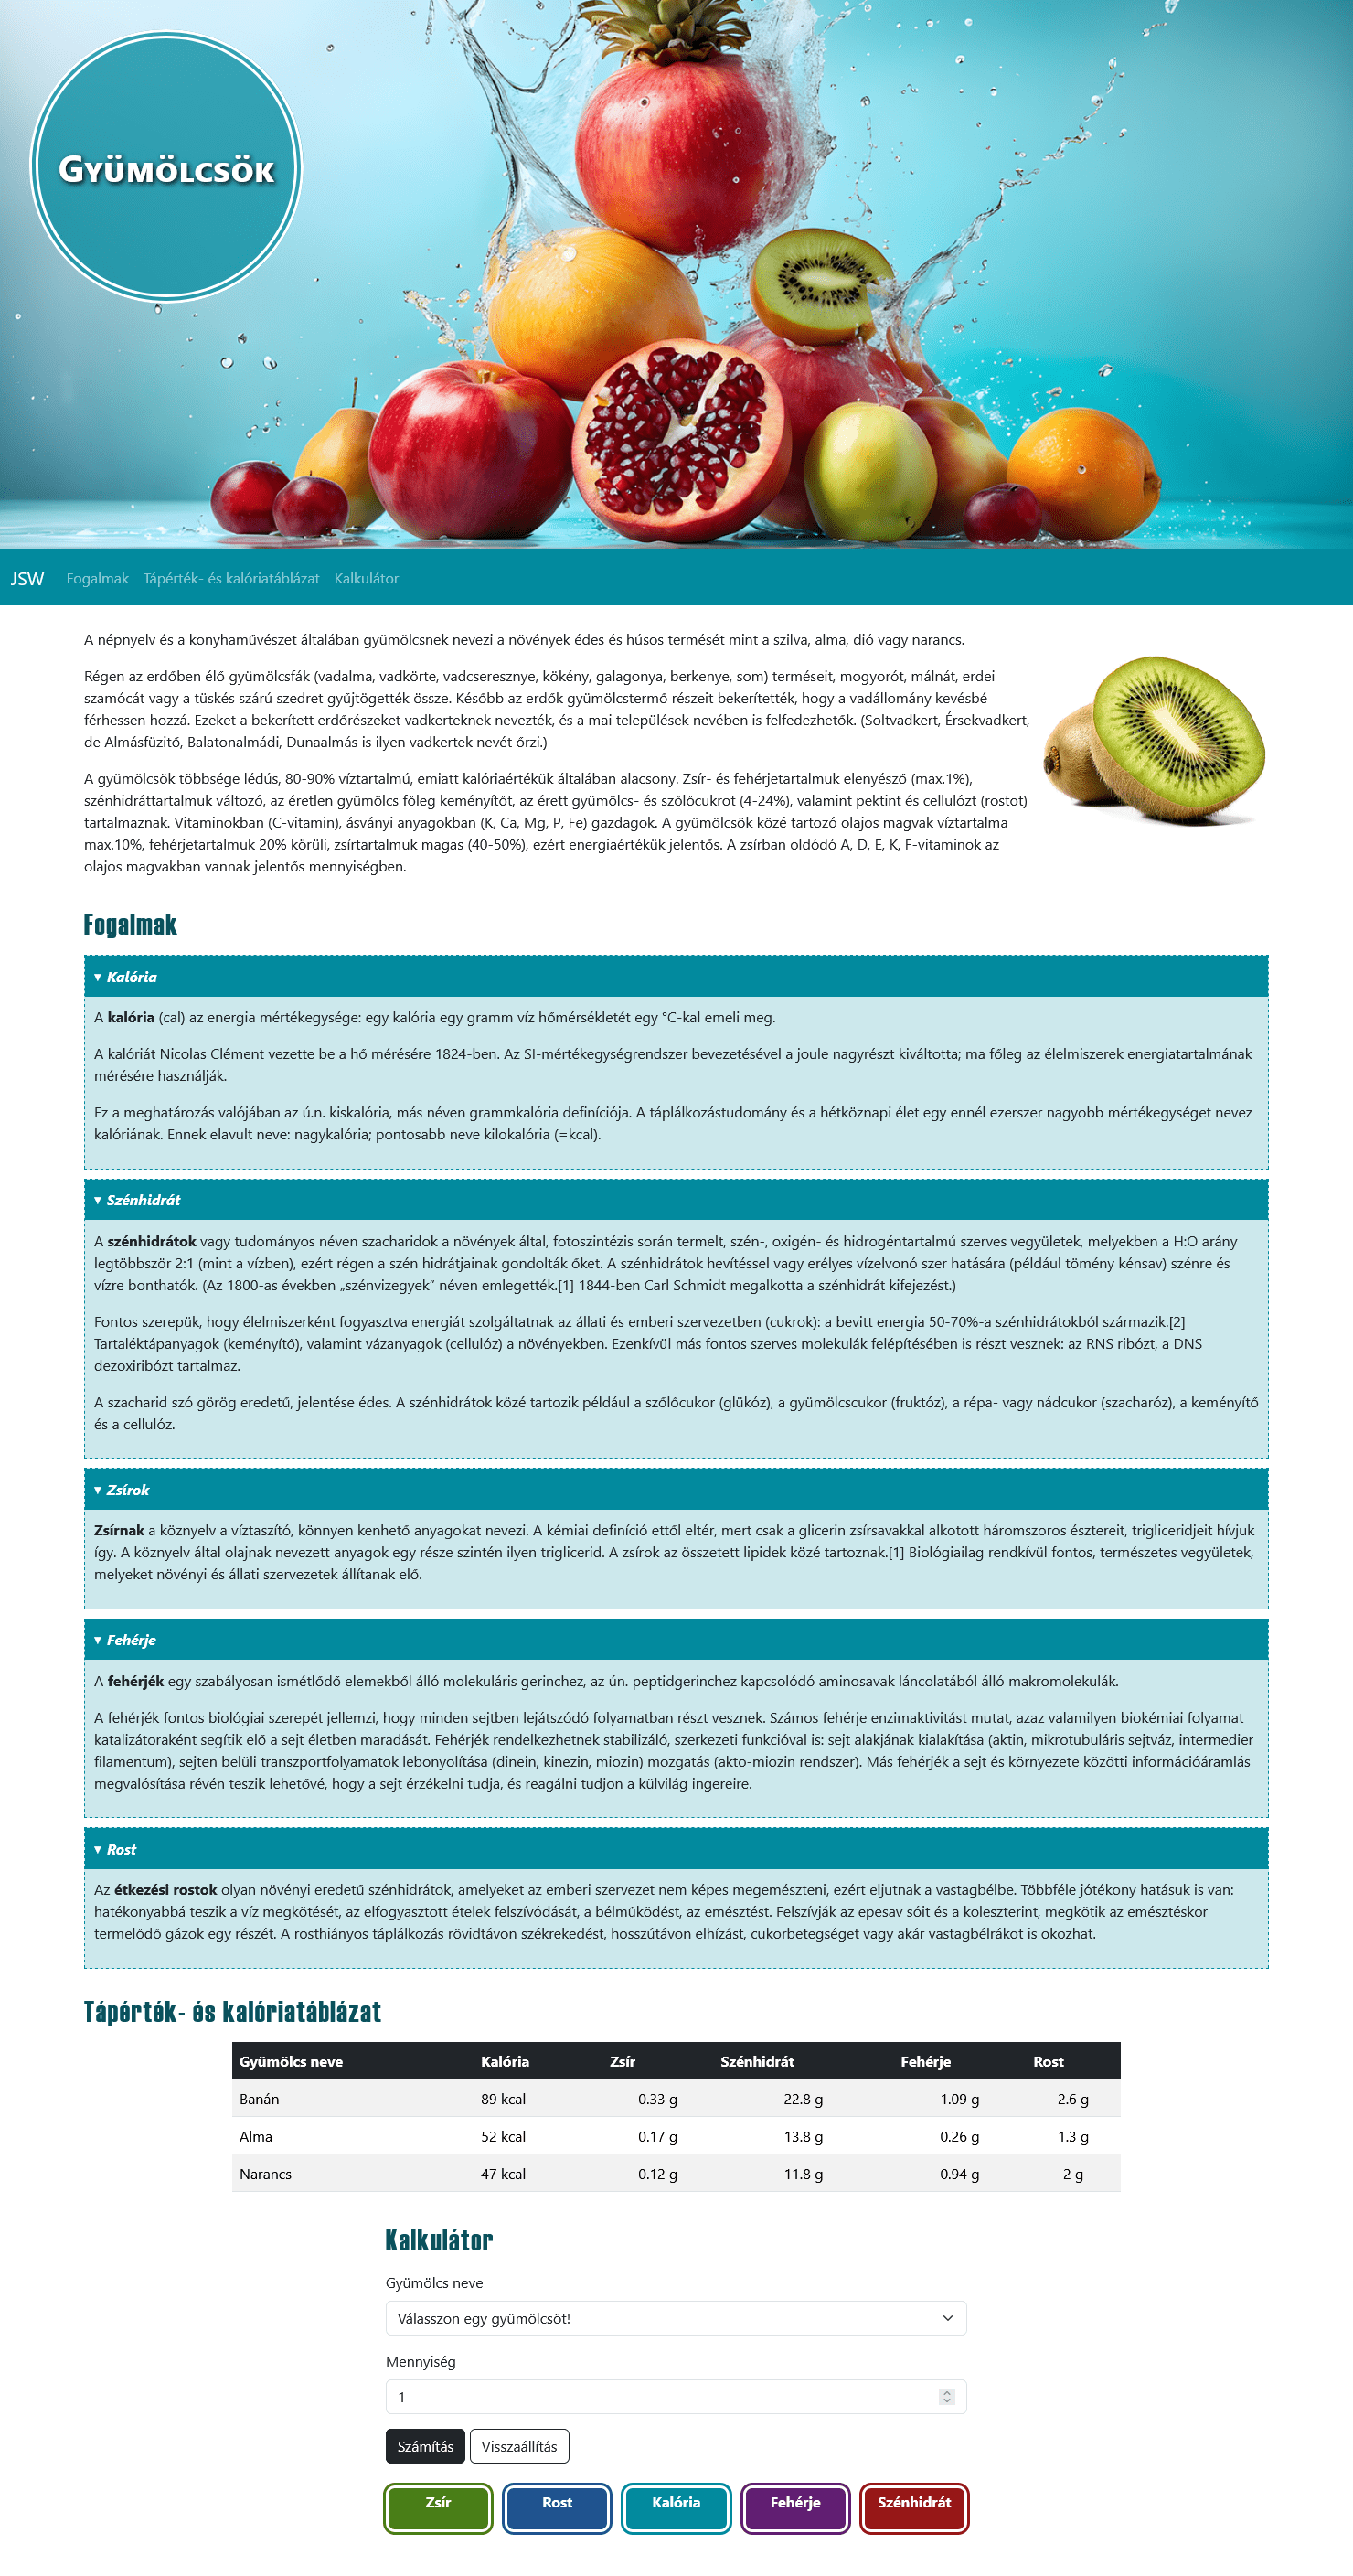 Gyümölcsök
JSW Fogalmak Tápérték- és kalóriatáblázat Kalkulátor
A népnyelv és a konyhaművészet általában gyümölcsnek nevezi a növények édes és húsos termését mint a szilva, alma, dió vagy narancs.
Régen az erdőben élő gyümölcsfák (vadalma, vadkörte, vadcseresznye, kökény, galagonya, berkenye, som) terméseit, mogyorót, málnát, erdei
szamócát vagy a tüskés szárú szedret gyűjtögették össze. Később az erdők gyümölcstermő részeit bekerítették, hogy a vadállomány kevésbé
férhessen hozzá. Ezeket a bekerített erdőrészeket vadkerteknek nevezték, és a mai települések nevében is felfedezhetők. (Soltvadkert, Érsekvadkert,
de Almásfüzitő, Balatonalmádi, Dunaalmás is ilyen vadkertek nevét őrzi.)
A gyümölcsök többsége lédús, 80-90% víztartalmú, emiatt kalóriaértékük általában alacsony. Zsír- és fehérjetartalmuk elenyésző (max.1%),
szénhidráttartalmuk változó, az éretlen gyümölcs főleg keményítőt, az érett gyümölcs- és szőlőcukrot (4-24%), valamint pektint és cellulózt (rostot)
tartalmaznak. Vitaminokban (C-vitamin), ásványi anyagokban (K, Ca, Mg, P, Fe) gazdagok. A gyümölcsök közé tartozó olajos magvak víztartalma
max.10%, fehérjetartalmuk 20% körüli, zsírtartalmuk magas (40-50%), ezért energiaértékük jelentős. A zsírban oldódó A, D, E, K, F-vitaminok az
olajos magvakban vannak jelentős mennyiségben.
Fogalmak
▾ Kalória
A kalória (cal) az energia mértékegysége: egy kalória egy gramm víz hőmérsékletét egy °C-kal emeli meg.
A kalóriát Nicolas Clément vezette be a hő mérésére 1824-ben. Az SI-mértékegységrendszer bevezetésével a joule nagyrészt kiváltotta; ma főleg az élelmiszerek energiatartalmának
mérésére használják.
Ez a meghatározás valójában az ú.n. kiskalória, más néven grammkalória definíciója. A táplálkozástudomány és a hétköznapi élet egy ennél ezerszer nagyobb mértékegységet nevez
kalóriának. Ennek elavult neve: nagykalória; pontosabb neve kilokalória (=kcal).
▾ Szénhidrát
A szénhidrátok vagy tudományos néven szacharidok a növények által, fotoszintézis során termelt, szén-, oxigén- és hidrogéntartalmú szerves vegyületek, melyekben a H:O arány
legtöbbször 2:1 (mint a vízben), ezért régen a szén hidrátjainak gondolták őket. A szénhidrátok hevítéssel vagy erélyes vízelvonó szer hatására (például tömény kénsav) szénre és
vízre bonthatók. (Az 1800-as években „szénvizegyek” néven emlegették.[1] 1844-ben Carl Schmidt megalkotta a szénhidrát kifejezést.)
Fontos szerepük, hogy élelmiszerként fogyasztva energiát szolgáltatnak az állati és emberi szervezetben (cukrok): a bevitt energia 50-70%-a szénhidrátokból származik.[2]
Tartaléktápanyagok (keményítő), valamint vázanyagok (cellulóz) a növényekben. Ezenkívül más fontos szerves molekulák felépítésében is részt vesznek: az RNS ribózt, a DNS
dezoxiribózt tartalmaz.
A szacharid szó görög eredetű, jelentése édes. A szénhidrátok közé tartozik például a szőlőcukor (glükóz), a gyümölcscukor (fruktóz), a répa- vagy nádcukor (szacharóz), a keményítő
és a cellulóz.
▾ Zsírok
Zsírnak a köznyelv a víztaszító, könnyen kenhető anyagokat nevezi. A kémiai definíció ettől eltér, mert csak a glicerin zsírsavakkal alkotott háromszoros észtereit, trigliceridjeit hívjuk
így. A köznyelv által olajnak nevezett anyagok egy része szintén ilyen triglicerid. A zsírok az összetett lipidek közé tartoznak.[1] Biológiailag rendkívül fontos, természetes vegyületek,
melyeket növényi és állati szervezetek állítanak elő.
▾ Fehérje
A fehérjék egy szabályosan ismétlődő elemekből álló molekuláris gerinchez, az ún. peptidgerinchez kapcsolódó aminosavak láncolatából álló makromolekulák.
A fehérjék fontos biológiai szerepét jellemzi, hogy minden sejtben lejátszódó folyamatban részt vesznek. Számos fehérje enzimaktivitást mutat, azaz valamilyen biokémiai folyamat
katalizátoraként segítik elő a sejt életben maradását. Fehérjék rendelkezhetnek stabilizáló, szerkezeti funkcióval is: sejt alakjának kialakítása (aktin, mikrotubuláris sejtváz, intermedier
filamentum), sejten belüli transzportfolyamatok lebonyolítása (dinein, kinezin, miozin) mozgatás (akto-miozin rendszer). Más fehérjék a sejt és környezete közötti információáramlás
megvalósítása révén teszik lehetővé, hogy a sejt érzékelni tudja, és reagálni tudjon a külvilág ingereire.
▾ Rost
Az étkezési rostok olyan növényi eredetű szénhidrátok, amelyeket az emberi szervezet nem képes megemészteni, ezért eljutnak a vastagbélbe. Többféle jótékony hatásuk is van:
hatékonyabbá teszik a víz megkötését, az elfogyasztott ételek felszívódását, a bélműködést, az emésztést. Felszívják az epesav sóit és a koleszterint, megkötik az emésztéskor
termelődő gázok egy részét. A rosthiányos táplálkozás rövidtávon székrekedést, hosszútávon elhízást, cukorbetegséget vagy akár vastagbélrákot is okozhat.
Tápérték- és kalóriatáblázat
Gyümölcs neve Kalória Zsír Szénhidrát Fehérje Rost
Banán 89 kcal 0.33 g 22.8 g 1.09 g 2.6 g
Alma 52 kcal 0.17 g 13.8 g 0.26 g 1.3 g
Narancs 47 kcal 0.12 g 11.8 g 0.94 g 2 g
Kalkulátor
Gyümölcs neve
Válasszon egy gyümölcsöt!
Mennyiség
1
Számítás Visszaállítás
Zsír Rost Kalória Fehérje Szénhidrát